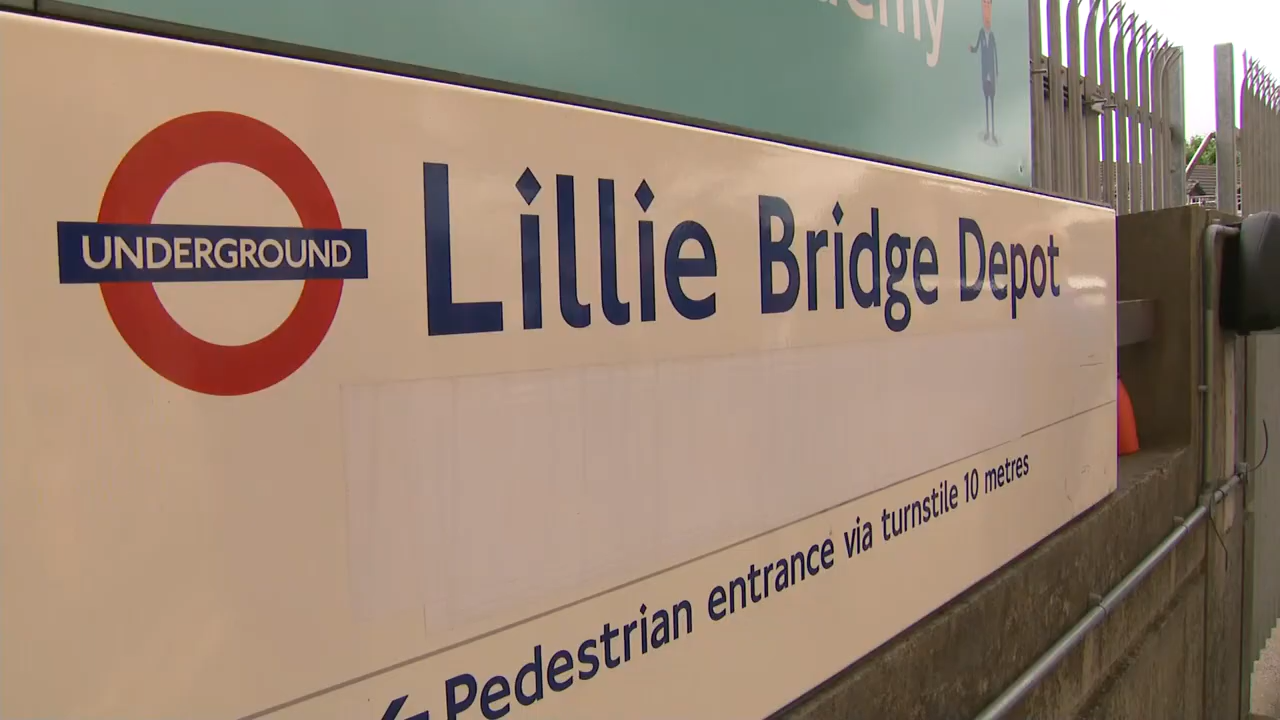 UNDERGROUND
Lillie Bridge Depot
Pedestrian entrance via turnstile 10 metres